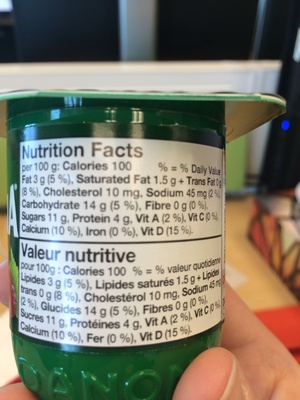 Nutrition Facts
per 100 g: Calories 100 % = % Daily Value
Fat 3 g (5 %), Saturated Fat 1.5 g + Trans Fat 0 g
(8 %), Cholesterol 10 mg, Sodium 45 mg (2 %),
Carbohydrate 14 g (5 %), Fibre 0 g (0 %),
Sugars 11 g, Protein 4 g, Vit A (2 %), Vit C (0 %),
Calcium (10 %), Iron (0 %), Vit D (15 %).
Valeur nutritive
pour 100g : Calories 100 % = % valeur quotidienne
Lipides 3 g (5 %), Lipides saturés 1.5 g + Lipides
trans 0 g (8 %), Cholestérol 10 mg, Sodium 45 mg
(2 %), Glucides 14 g (5 %), Fibres 0 g (0 %),
Sucres 11 g, Protéines 4 g, Vit A (2 %), Vit C (0 %),
Calcium (10 %), Fer (0 %), Vit D (15 %).
DANO